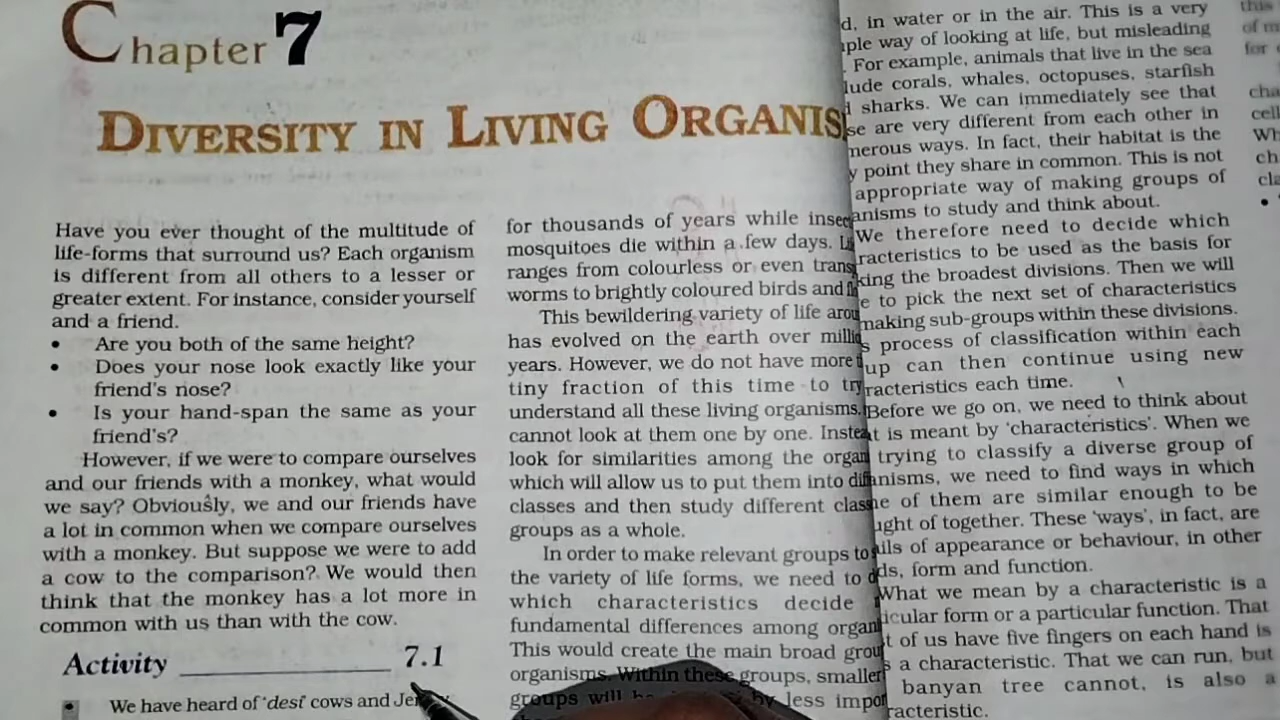 Chapter 7
DIVERSITY IN LIVING ORGANIS
Have you ever thought of the multitude of
life-forms that surround us? Each organism
is different from all others to a lesser or
greater extent. For instance, consider yourself
and a friend.
• Are you both of the same height?
• Does your nose look exactly like your
friend's nose?
• Is your hand-span the same as your
friend's?
However, if we were to compare ourselves
and our friends with a monkey, what would
we say? Obviously, we and our friends have
a lot in common when we compare ourselves
with a monkey. But suppose we were to add
a cow to the comparison? We would then
think that the monkey has a lot more in
common with us than with the cow.
Activity 7.1
• We have heard of 'desi' cows and
for thousands of years while
mosquitoes die within a few days.
ranges from colourless or even
worms to brightly coloured birds and
This bewildering variety of life
has evolved on the earth over
years. However, we do not have more
tiny fraction of this time to try
understand all these living organisms,
cannot look at them one by one.
look for similarities among the
which will allow us to put them into
classes and then study different
groups as a whole.
In order to make relevant groups to
the variety of life forms, we need to
which characteristics decide
fundamental differences among
This would create the main broad
organisms. Within these groups, smaller
groups will by less
d, in water or in the air. This is a very
ple way of looking at life, but misleading
. For example, animals that live in the sea
lude corals, whales, octopuses, starfish
sharks. We can immediately see that
se are very different from each other in
nerous ways. In fact, their habitat is the
y point they share in common. This is not
appropriate way of making groups of
anisms to study and think about.
We therefore need to decide which
racteristics to be used as the basis for
king the broadest divisions. Then we will
e to pick the next set of characteristics
making sub-groups within these divisions.
s process of classification within each
up can then continue using new
racteristics each time.
Before we go on, we need to think about
t is meant by 'characteristics'. When we
trying to classify a diverse group of
anisms, we need to find ways in which
ne of them are similar enough to be
ught of together. These 'ways', in fact, are
ails of appearance or behaviour, in other
ds, form and function.
What we mean by a characteristic is a
icular form or a particular function. That
t of us have five fingers on each hand is
s a characteristic. That we can run, but
banyan tree cannot, is also a
racteristic.
this
of m
for
cha
cell
Wh
ch
cla
•